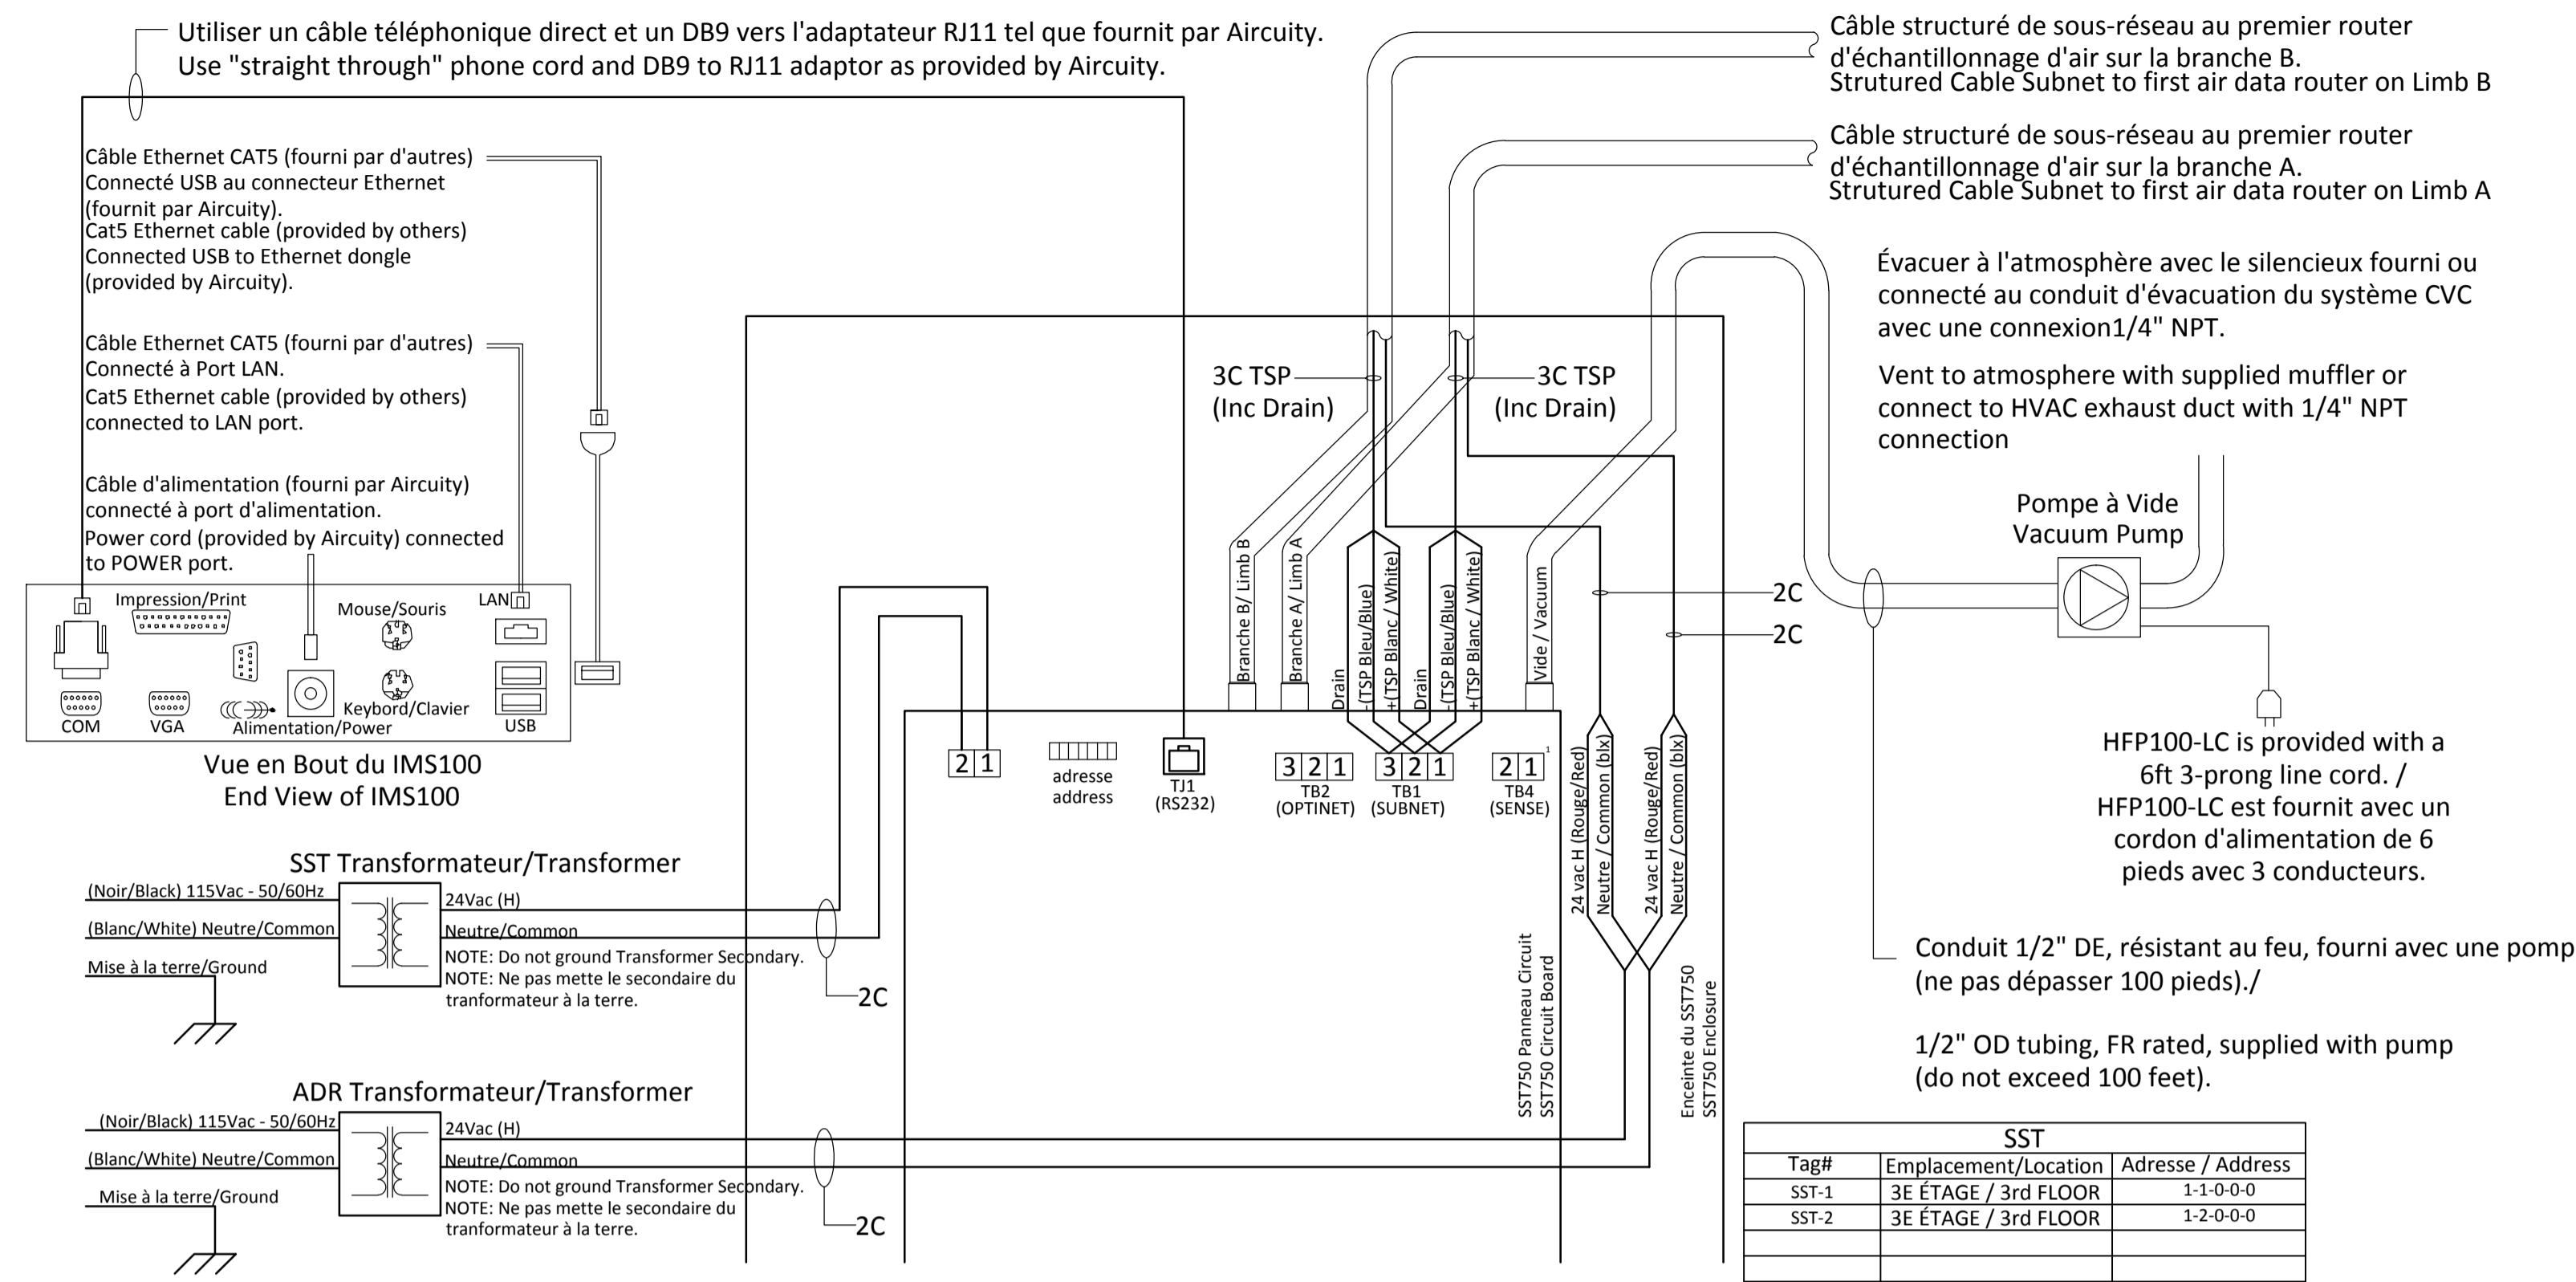 Utiliser un câble téléphonique direct et un DB9 vers l'adaptateur RJ11 tel que fournit par Aircuity.
Use "straight through" phone cord and DB9 to RJ11 adaptor as provided by Aircuity.
Câble structuré de sous-réseau au premier router
d'échantillonnage d'air sur la branche B.
Strutured Cable Subnet to first air data router on Limb B
Câble structuré de sous-réseau au premier router
d'échantillonnage d'air sur la branche A.
Strutured Cable Subnet to first air data router on Limb A
Câble Ethernet CAT5 (fourni par d'autres)
Connecté USB au connecteur Ethernet
(fournit par Aircuity).
Cat5 Ethernet cable (provided by others)
Connected USB to Ethernet dongle
(provided by Aircuity).
Câble Ethernet CAT5 (fourni par d'autres)
Connecté à Port LAN.
Cat5 Ethernet cable (provided by others)
connected to LAN port.
Câble d'alimentation (fourni par Aircuity)
connecté à port d'alimentation.
Power cord (provided by Aircuity) connected
to POWER port.
Impression/Print
Mouse/Souris
LAN
COM
VGA
Keybord/Clavier
Alimentation/Power
USB
Vue en Bout du IMS100
End View of IMS100
3C TSP
(Inc Drain)
3C TSP
(Inc Drain)
Évacuer à l'atmosphère avec le silencieux fourni ou
connecté au conduit d'évacuation du système CVC
avec une connexion1/4" NPT.
Vent to atmosphere with supplied muffler or
connect to HVAC exhaust duct with 1/4" NPT
connection
Pompe à Vide
Vacuum Pump
2C
2C
Branche B/ Limb B
Branche A/ Limb A
Drain
-(TSP Bleu/Blue)
+(TSP Blanc / White)
Drain
-(TSP Bleu/Blue)
+(TSP Blanc / White)
Vide / Vacuum
2 1
adresse
address
TJ1
(RS232)
3 2 1
TB2
(OPTINET)
3 2 1
TB1
(SUBNET)
2 1
1
TB4
(SENSE)
24 vac H (Rouge/Red)
Neutre / Common (blx)
24 vac H (Rouge/Red)
Neutre / Common (blx)
SST750 Panneau Circuit
SST750 Circuit Board
Enceinte du SST750
SST750 Enclosure
HFP100-LC is provided with a
6ft 3-prong line cord. /
HFP100-LC est fournit avec un
cordon d'alimentation de 6
pieds avec 3 conducteurs.
Conduit 1/2" DE, résistant au feu, fourni avec une pomp
(ne pas dépasser 100 pieds)./
1/2" OD tubing, FR rated, supplied with pump
(do not exceed 100 feet).
SST Transformateur/Transformer
(Noir/Black) 115Vac - 50/60Hz
(Blanc/White) Neutre/Common
Mise à la terre/Ground
24Vac (H)
Neutre/Common
NOTE: Do not ground Transformer Secondary.
NOTE: Ne pas mette le secondaire du
tranformateur à la terre.
2C
ADR Transformateur/Transformer
(Noir/Black) 115Vac - 50/60Hz
(Blanc/White) Neutre/Common
Mise à la terre/Ground
24Vac (H)
Neutre/Common
NOTE: Do not ground Transformer Secondary.
NOTE: Ne pas mette le secondaire du
tranformateur à la terre.
2C
SST
Tag# Emplacement/Location Adresse / Address
SST-1 3E ÉTAGE / 3rd FLOOR 1-1-0-0-0
SST-2 3E ÉTAGE / 3rd FLOOR 1-2-0-0-0